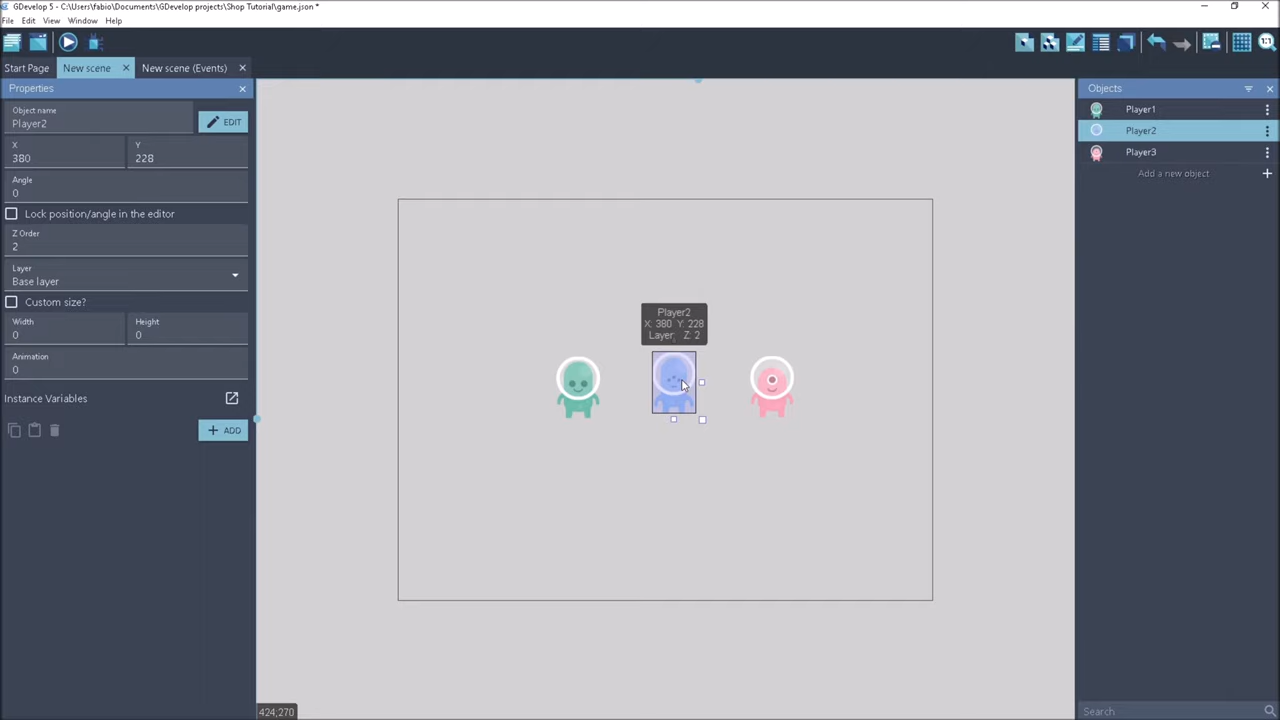 GDevelop 5 - C:\Users\fabio\Documents\GDevelop projects\Shop Tutorial\game.json *
File Edit View Window Help
Start Page
New scene
New scene (Events)
Properties
Object name
Player2
EDIT
X
380
Y
228
Angle
0
Lock position/angle in the editor
Z Order
2
Layer
Base layer
Custom size?
Width
0
Height
0
Animation
0
Instance Variables
ADD
Player2
X: 380 Y: 228
Layer: Z: 2
424;270
Objects
Player1
Player2
Player3
Add a new object
Search
1:1